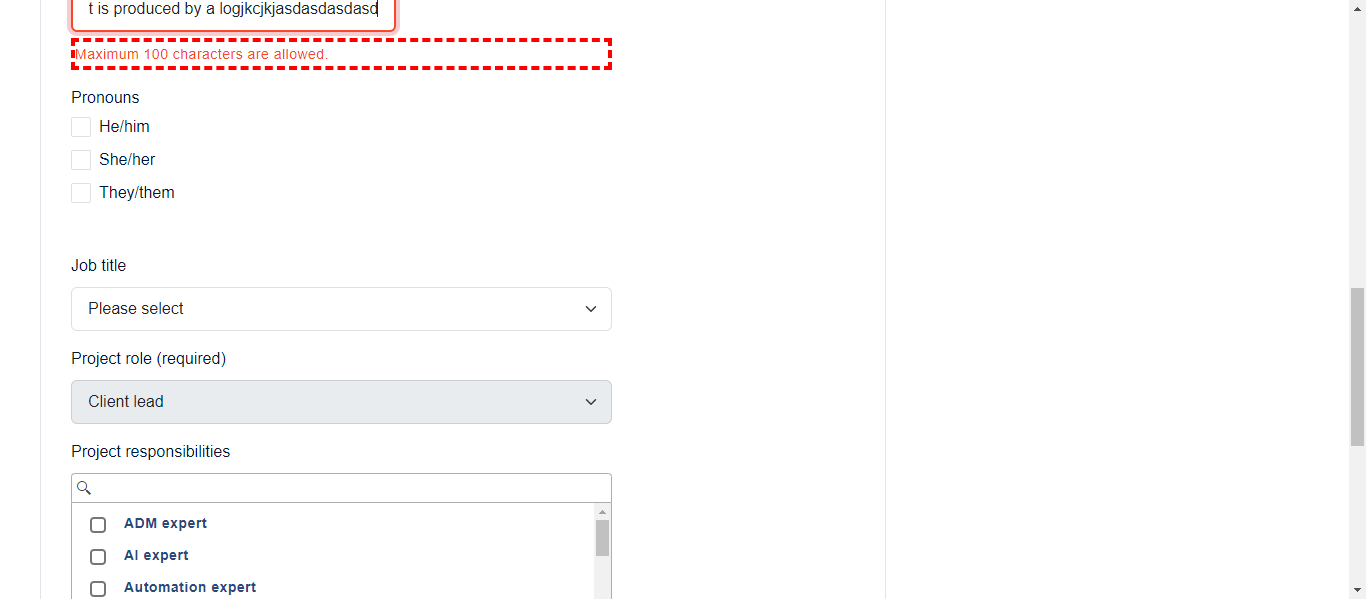 t is produced by a logjkcjkjasdasdasdasd
Maximum 100 characters are allowed.
Pronouns
He/him
She/her
They/them
Job title
Please select
Project role (required)
Client lead
Project responsibilities
ADM expert
AI expert
Automation expert